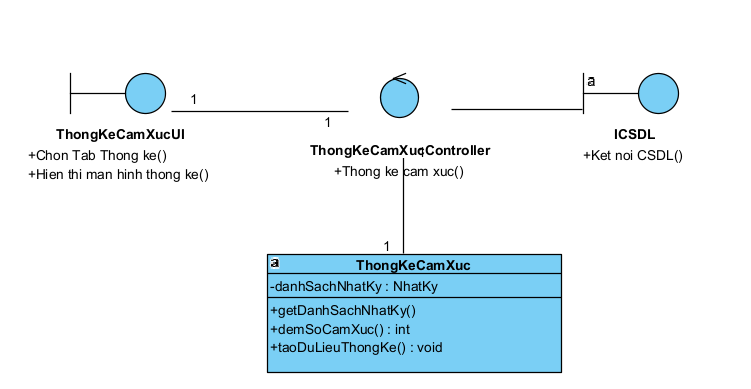 a
1
1
ThongKeCamXucUI
+Chon Tab Thong ke()
+Hien thi man hinh thong ke()
ThongKeCamXucController
+Thong ke cam xuc()
ICSDL
+Ket noi CSDL()
1
a
ThongKeCamXuc
-danhSachNhatKy : NhatKy
+getDanhSachNhatKy()
+demSoCamXuc() : int
+taoDuLieuThongKe() : void